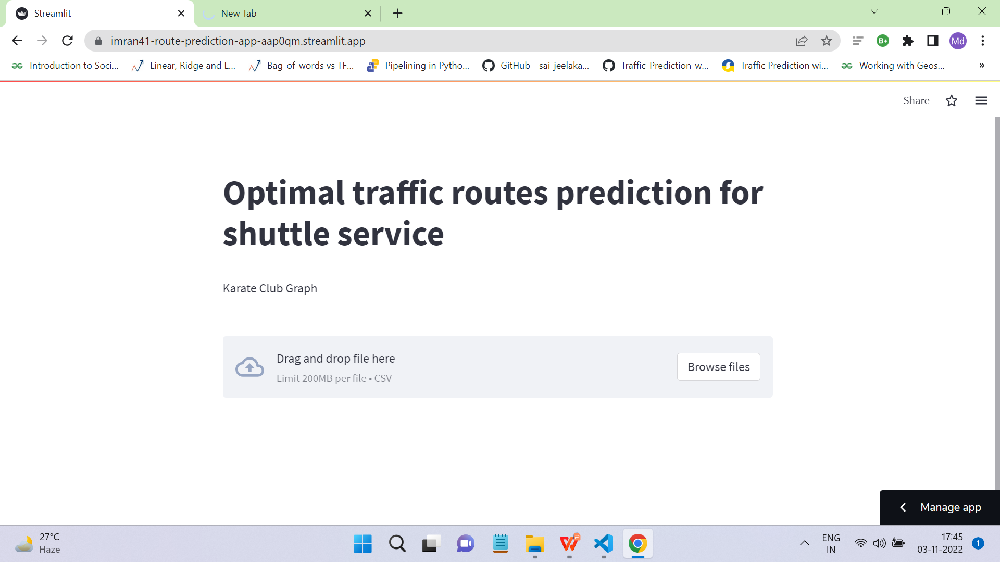 Streamlit
New Tab
imran41-route-prediction-app-aap0qm.streamlit.app
B+
Md
Introduction to Soci...
Linear, Ridge and L...
Bag-of-words vs TF...
Pipelining in Pytho...
GitHub - sai-jeelaka...
Traffic-Prediction-w...
Traffic Prediction wi...
Working with Geos...
»
Share
Optimal traffic routes prediction for
shuttle service
Karate Club Graph
Drag and drop file here
Limit 200MB per file • CSV
Browse files
Manage app
27°C
Haze
ENG
IN
17:45
03-11-2022
1